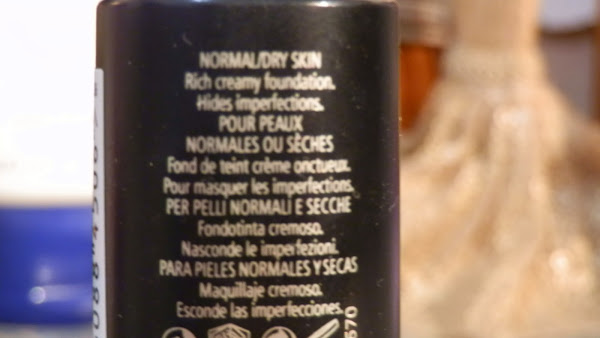 NORMAL/DRY SKIN
Rich creamy foundation.
Hides imperfections.
POUR PEAUX
NORMALES OU SÈCHES
Fond de teint crème onctueux.
Pour masquer les imperfections.
PER PELLI NORMALI E SECCHE
Fondotinta cremoso.
Nasconde le imperfezioni.
PARA PIELES NORMALES Y SECAS
Maquillaje cremoso.
Esconde las imperfecciones.